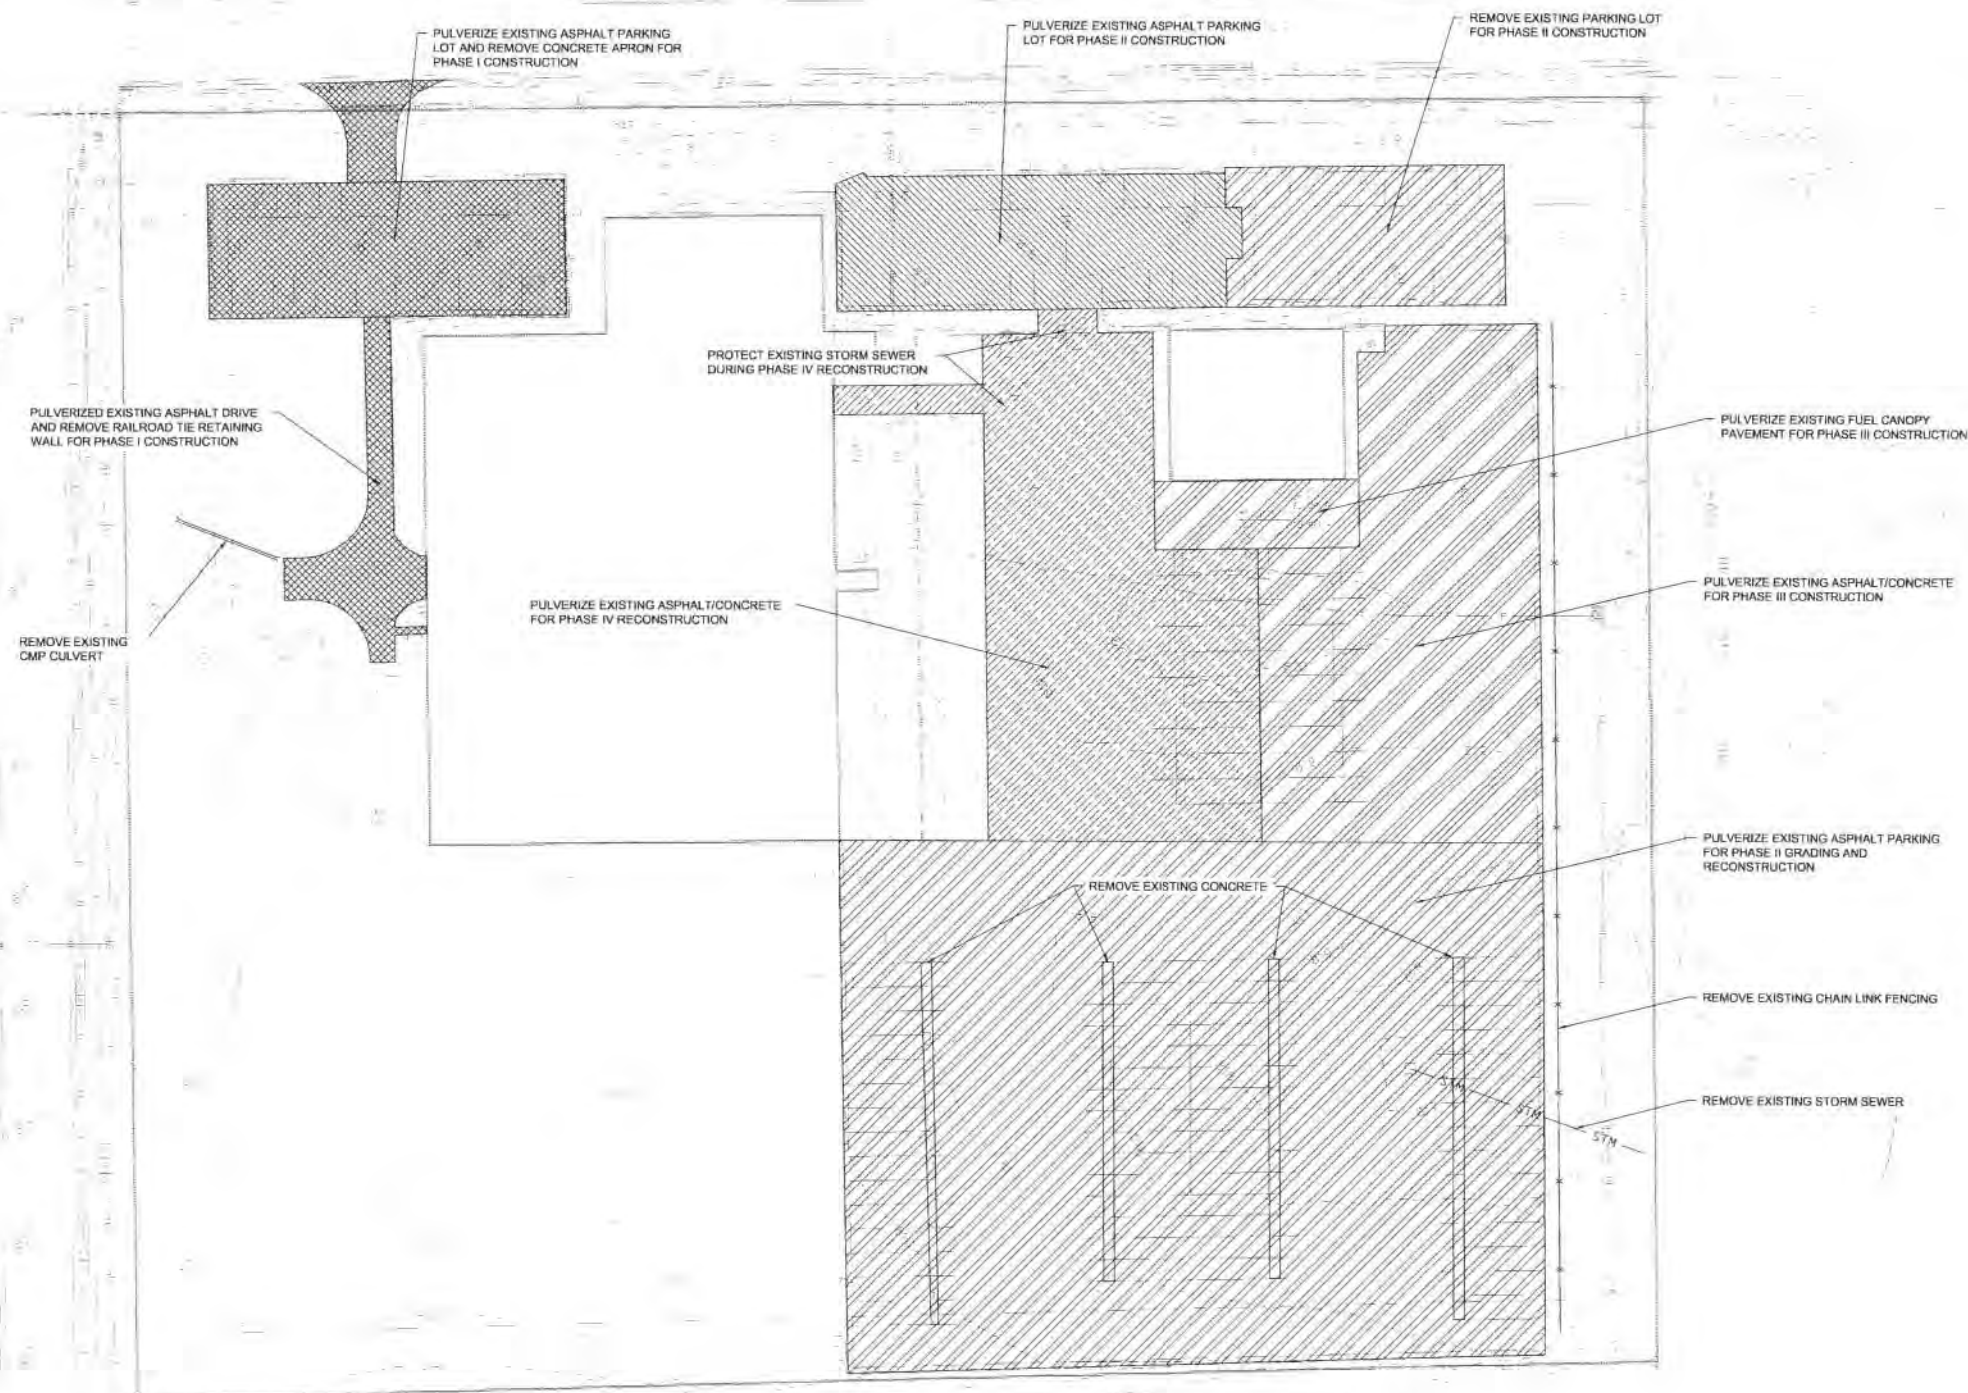 PULVERIZE EXISTING ASPHALT PARKING
LOT AND REMOVE CONCRETE APRON FOR
PHASE I CONSTRUCTION
PULVERIZE EXISTING ASPHALT PARKING
LOT FOR PHASE II CONSTRUCTION
REMOVE EXISTING PARKING LOT
FOR PHASE II CONSTRUCTION
PROTECT EXISTING STORM SEWER
DURING PHASE IV RECONSTRUCTION
PULVERIZED EXISTING ASPHALT DRIVE
AND REMOVE RAILROAD TIE RETAINING
WALL FOR PHASE I CONSTRUCTION
PULVERIZE EXISTING FUEL CANOPY
PAVEMENT FOR PHASE III CONSTRUCTION
PULVERIZE EXISTING ASPHALT/CONCRETE
FOR PHASE III CONSTRUCTION
PULVERIZE EXISTING ASPHALT/CONCRETE
FOR PHASE IV RECONSTRUCTION
REMOVE EXISTING
CMP CULVERT
PULVERIZE EXISTING ASPHALT PARKING
FOR PHASE II GRADING AND
RECONSTRUCTION
REMOVE EXISTING CONCRETE
REMOVE EXISTING CHAIN LINK FENCING
REMOVE EXISTING STORM SEWER
STM
STM
STM